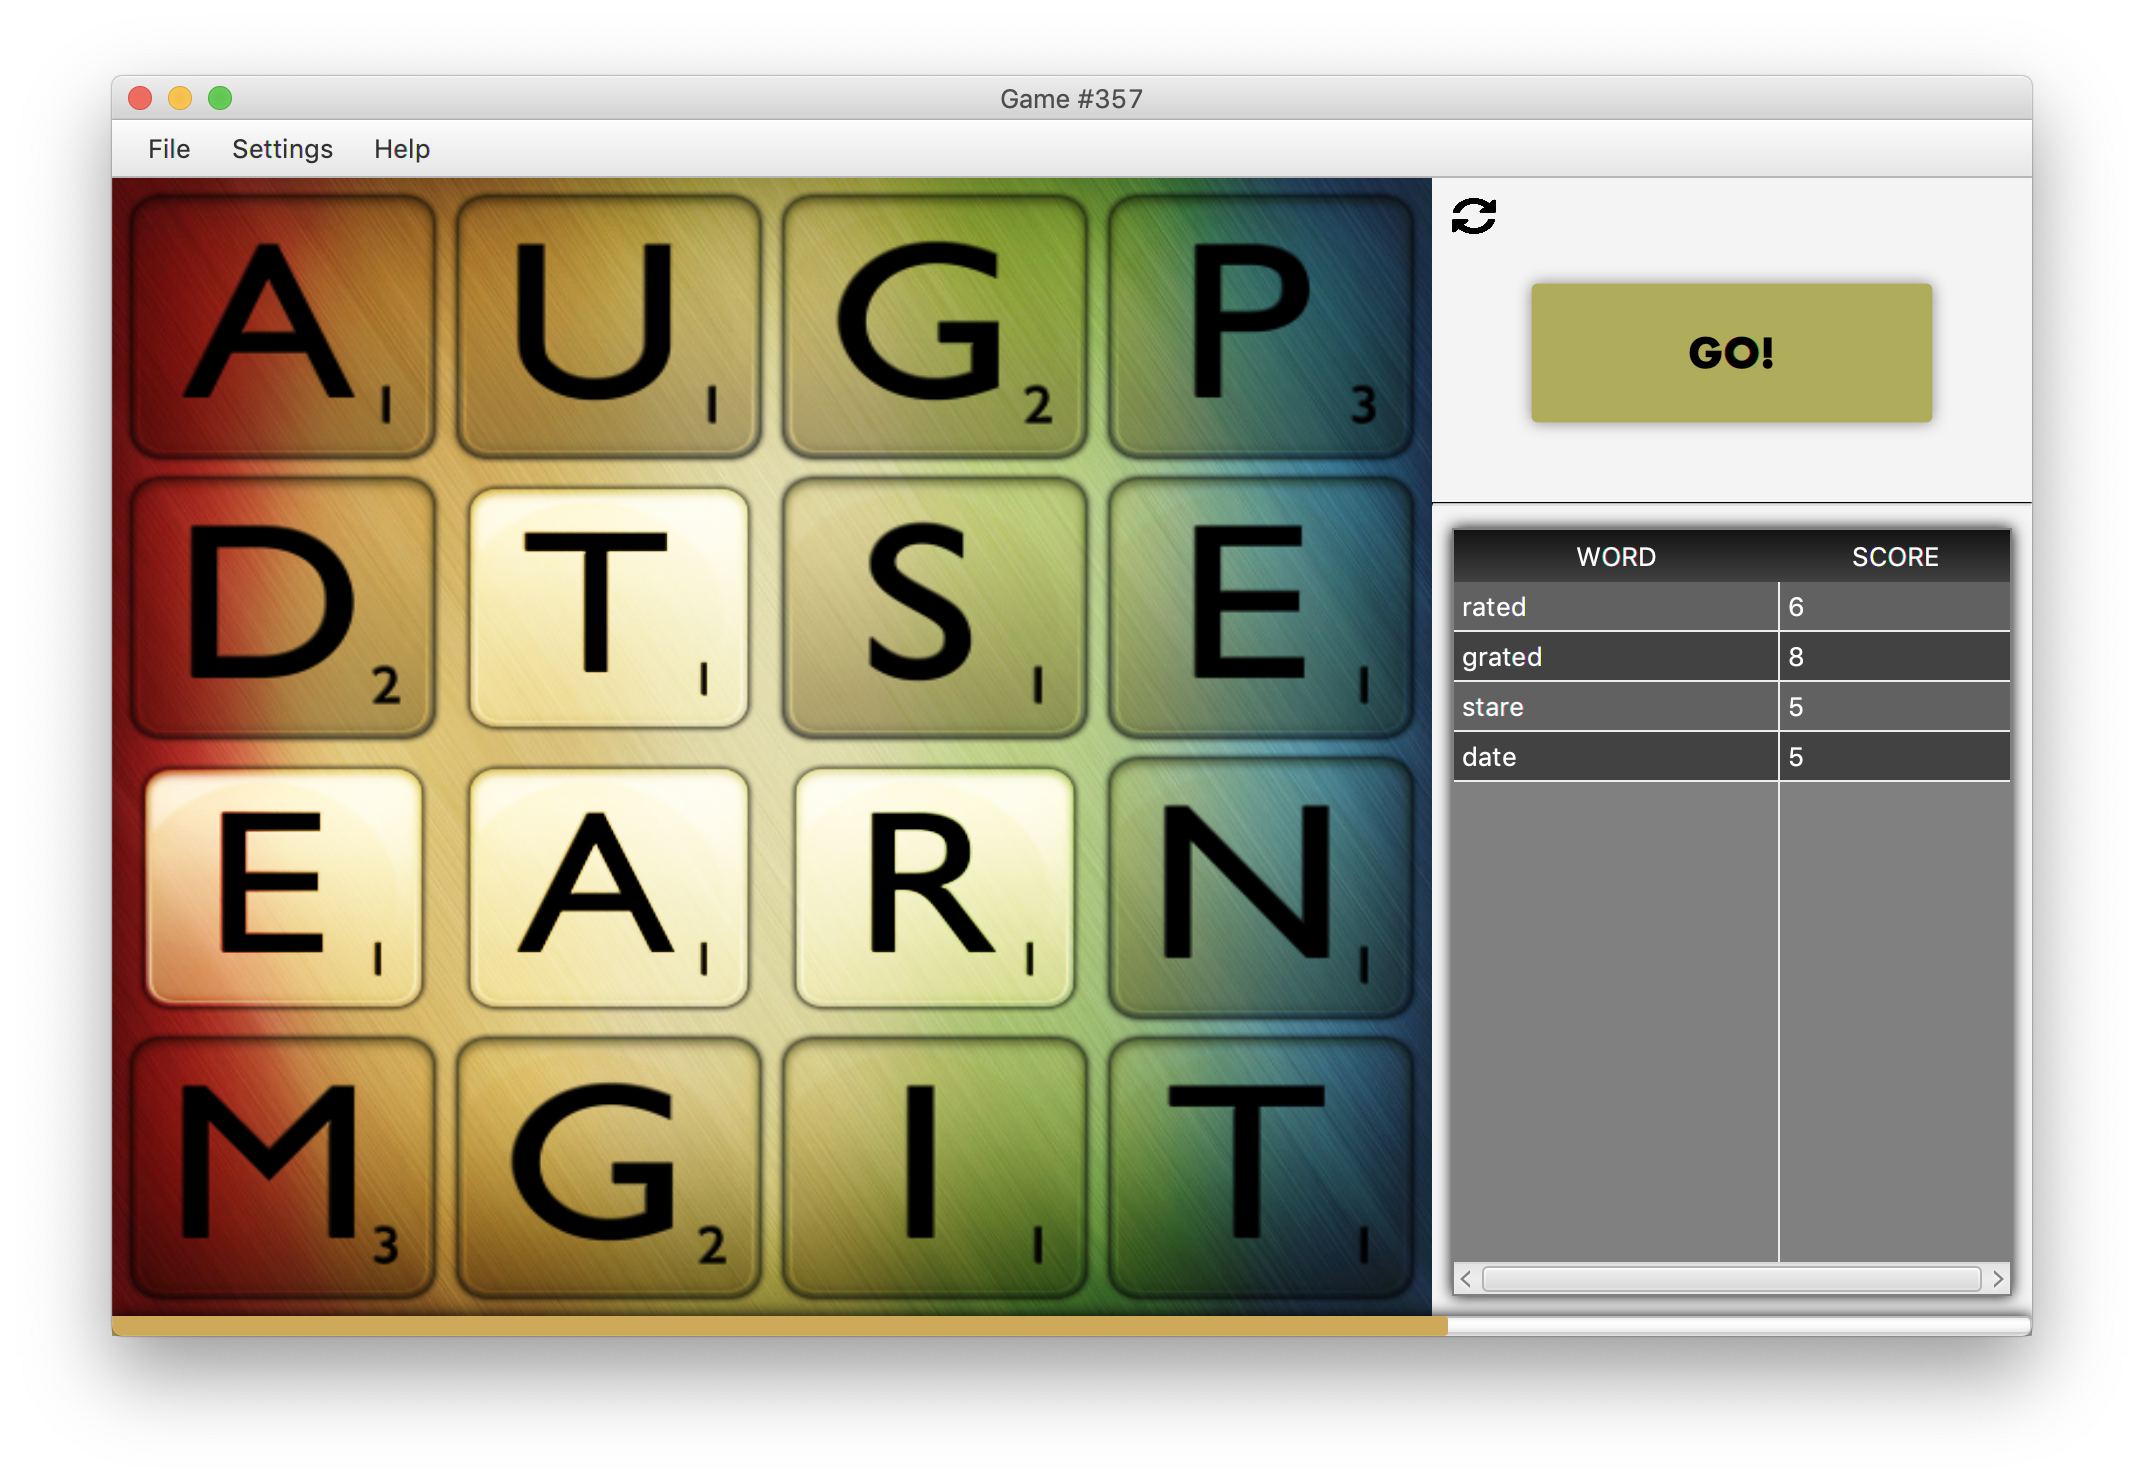 Game #357
File Settings Help
A 1 U 1 G 2 P 3
D 2 T 1 S 1 E 1
E 1 A 1 R 1 N 1
M 3 G 2 I 1 T 1
GO!
WORD SCORE
rated 6
grated 8
stare 5
date 5